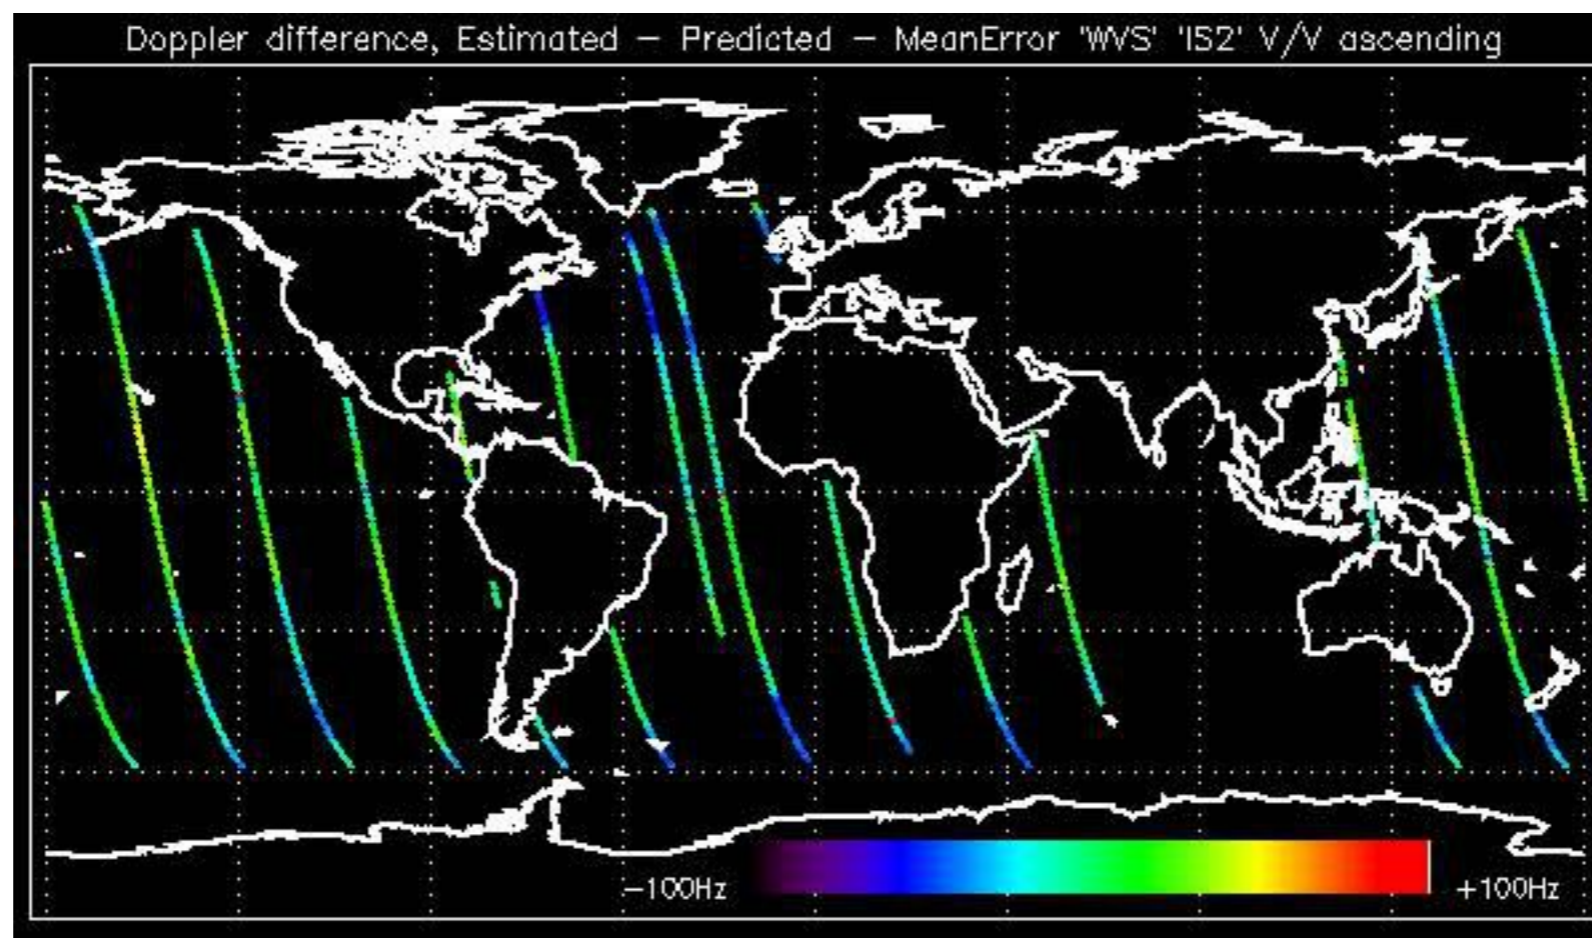 Doppler difference, Estimated – Predicted – MeanError 'WVS' 'IS2' V/V ascending
–100Hz +100Hz